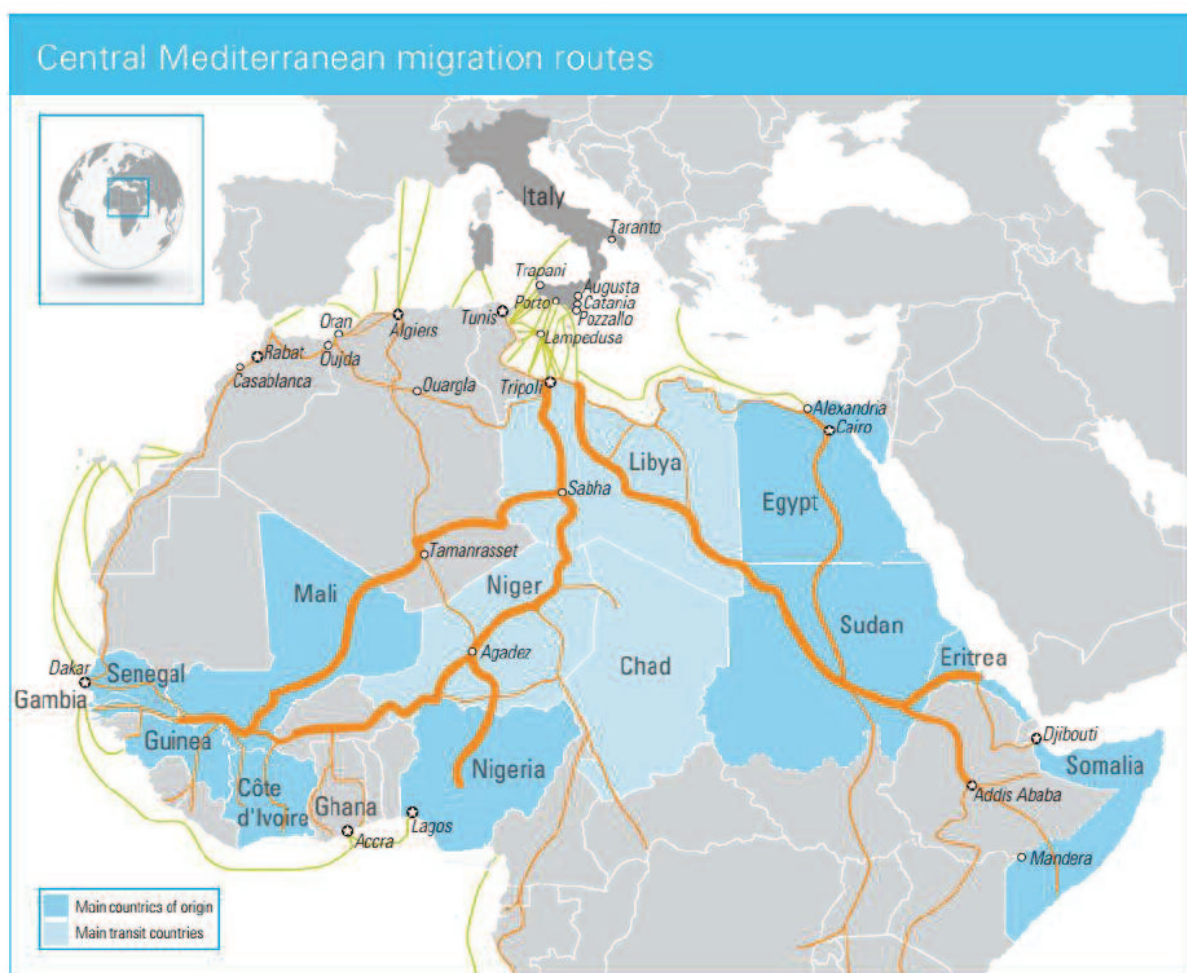 Central Mediterranean migration routes
Italy
Taranto
Trapani
Augusta
Porto
Catania
Pozzallo
Tunis
Lampedusa
Algiers
Oran
Oujda
Rabat
Casablanca
Ouargla
Tripoli
Alexandria
Cairo
Libya
Sabha
Egypt
Tamanrasset
Mali
Niger
Sudan
Agadez
Chad
Eritrea
Dakar
Senegal
Gambia
Guinea
Djibouti
Nigeria
Somalia
Côte
d'Ivoire
Ghana
Addis Ababa
Lagos
Accra
Mandera
Main countries of origin
Main transit countries